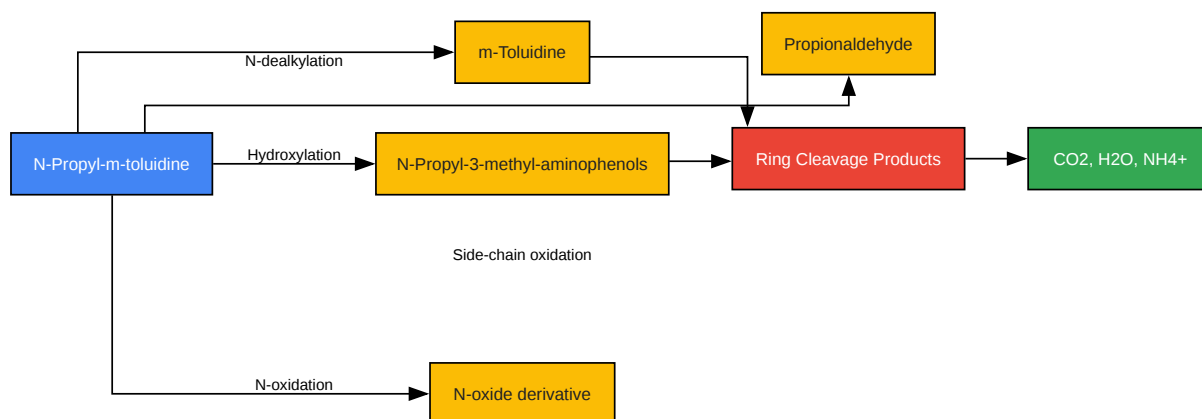 Propionaldehyde
m-Toluidine
N-dealkylation
N-Propyl-m-toluidine
Hydroxylation
N-Propyl-3-methyl-aminophenols
Ring Cleavage Products
CO2, H2O, NH4+
Side-chain oxidation
N-oxidation
N-oxide derivative